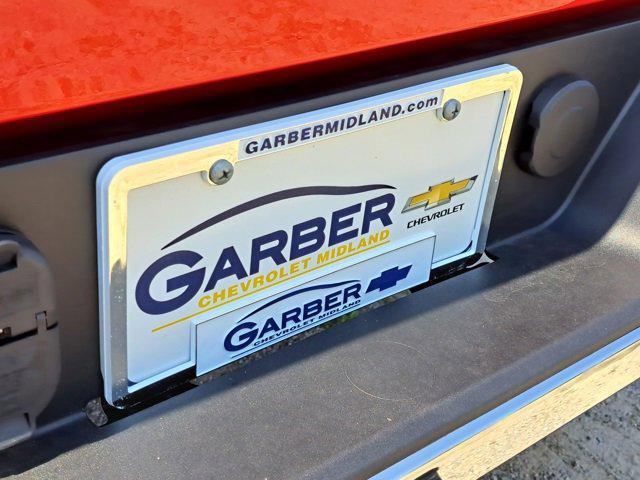 GARBERMIDLAND.com
GARBER
CHEVROLET MIDLAND
CHEVROLET
GARBER
CHEVROLET MIDLAND